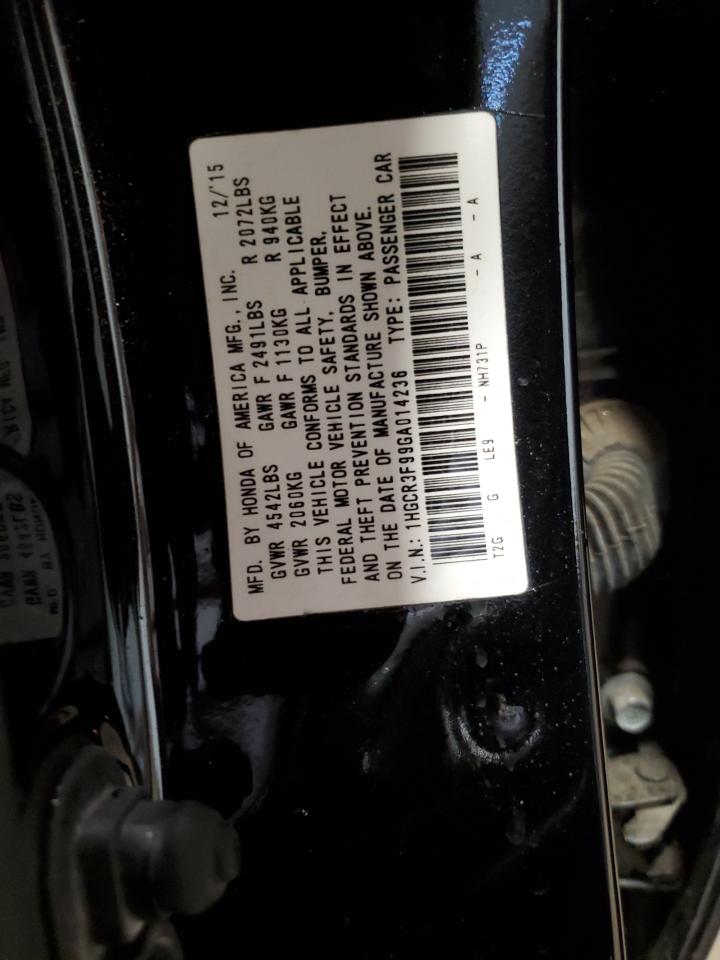 MFD. BY HONDA OF AMERICA MFG., INC. 12/'15
GVWR 4542LBS GAWR F 2491LBS R 2072LBS
GVWR 2060KG GAWR F 1130KG R 940KG
THIS VEHICLE CONFORMS TO ALL APPLICABLE
FEDERAL MOTOR VEHICLE SAFETY, BUMPER,
AND THEFT PREVENTION STANDARDS IN EFFECT
ON THE DATE OF MANUFACTURE SHOWN ABOVE.
V.I.N.: 1HGCR3F99GA014236 TYPE: PASSENGER CAR
T2G G LE9 - NH731P - A - A